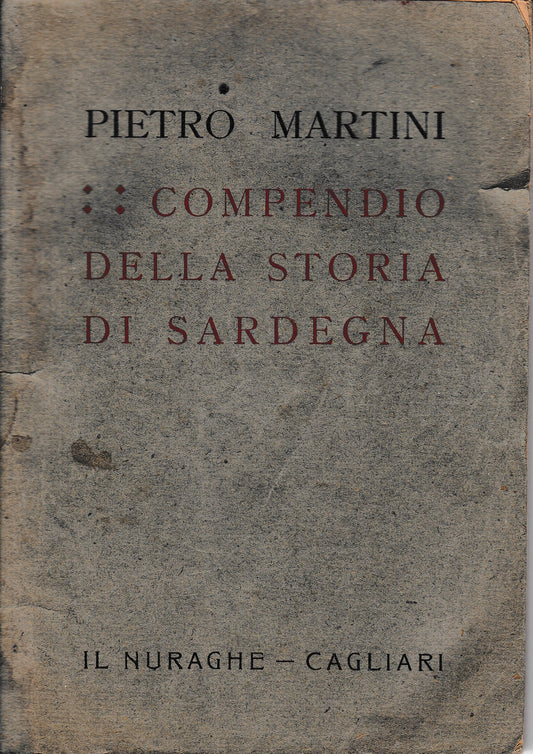 PIETRO MARTINI
COMPENDIO
DELLA STORIA
DI SARDEGNA
IL NURAGHE — CAGLIARI